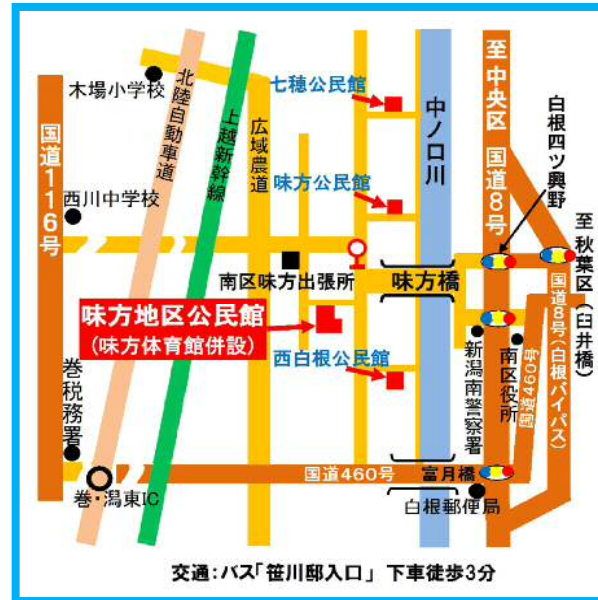 木場小学校
国道116号
北陸自動車道
上越新幹線
広域農道
七穂公民館
中ノ口川
至中央区 国道8号
白根四ツ興野
至秋葉区(臼井橋)
西川中学校
味方公民館
南区味方出張所
味方橋
味方地区公民館
(味方体育館併設)
西白根公民館
新潟南警察署
南区役所
国道460号
国道8号(白根バイパス)
巻税務署
巻・潟東IC
国道460号
富月橋
白根郵便局
交通:バス「笹川邸入口」 下車徒歩3分